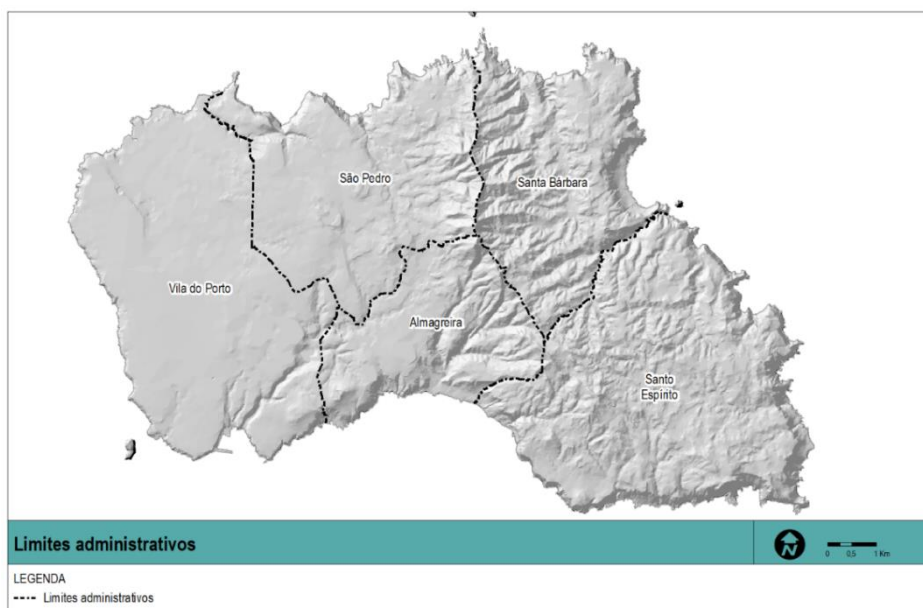 São Pedro
Santa Bárbara
Vila do Porto
Almagreira
Santo
Espírito
Limites administrativos
N
0 0,5 1 Km
LEGENDA
Limites administrativos